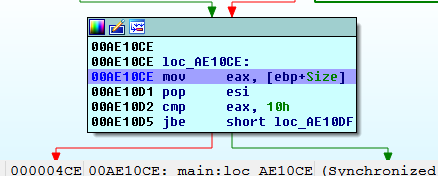 00AE10CE
00AE10CE loc_AE10CE:
00AE10CE mov eax, [ebp+Size]
00AE10D1 pop esi
00AE10D2 cmp eax, 10h
00AE10D5 jbe short loc_AE10DF
000004CE 00AE10CE: main:loc_AE10CE (Synchronized